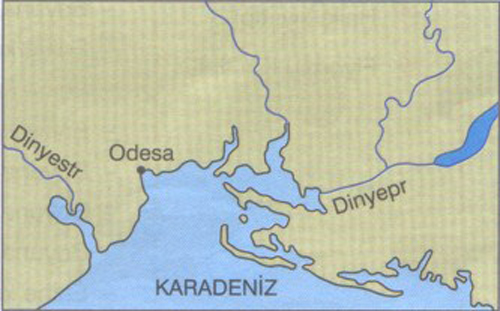 Dinyestr
Odesa
Dinyepr
KARADENİZ